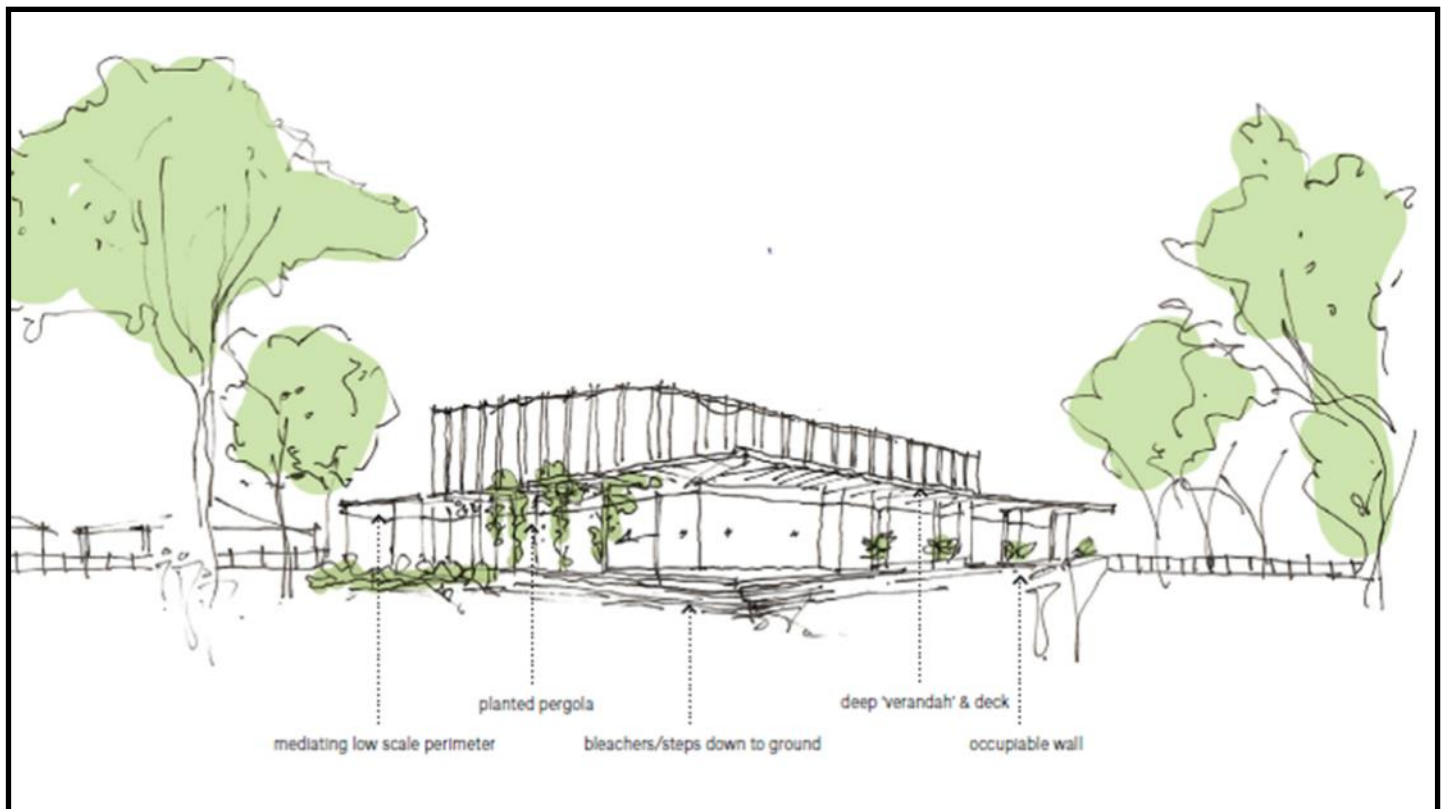 planted pergola
deep 'verandah' & deck
mediating low scale perimeter
bleachers/steps down to ground
occupiable wall